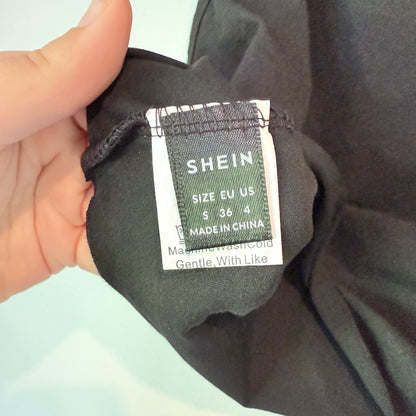 SHEIN
SIZE EU US
S 36 4
MADE IN CHINA
Machine Wash Cold
Gentle, With Like